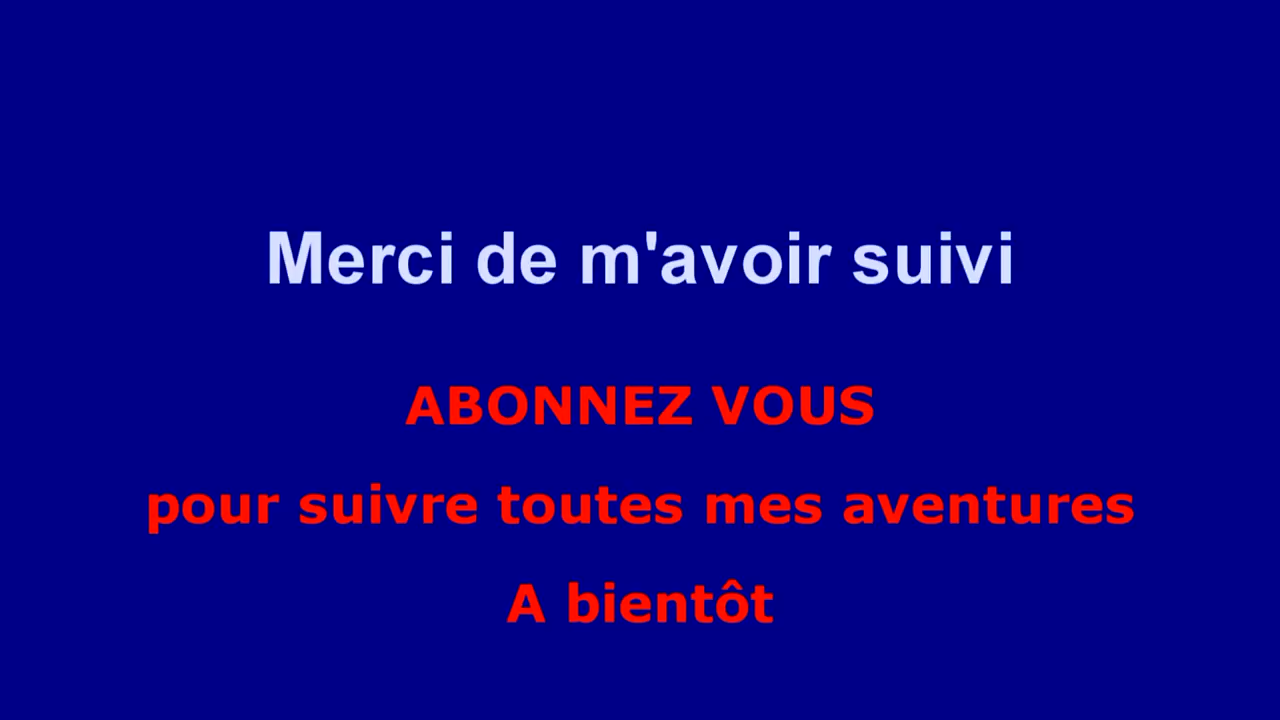 Merci de m'avoir suivi
ABONNEZ VOUS
pour suivre toutes mes aventures
A bientôt